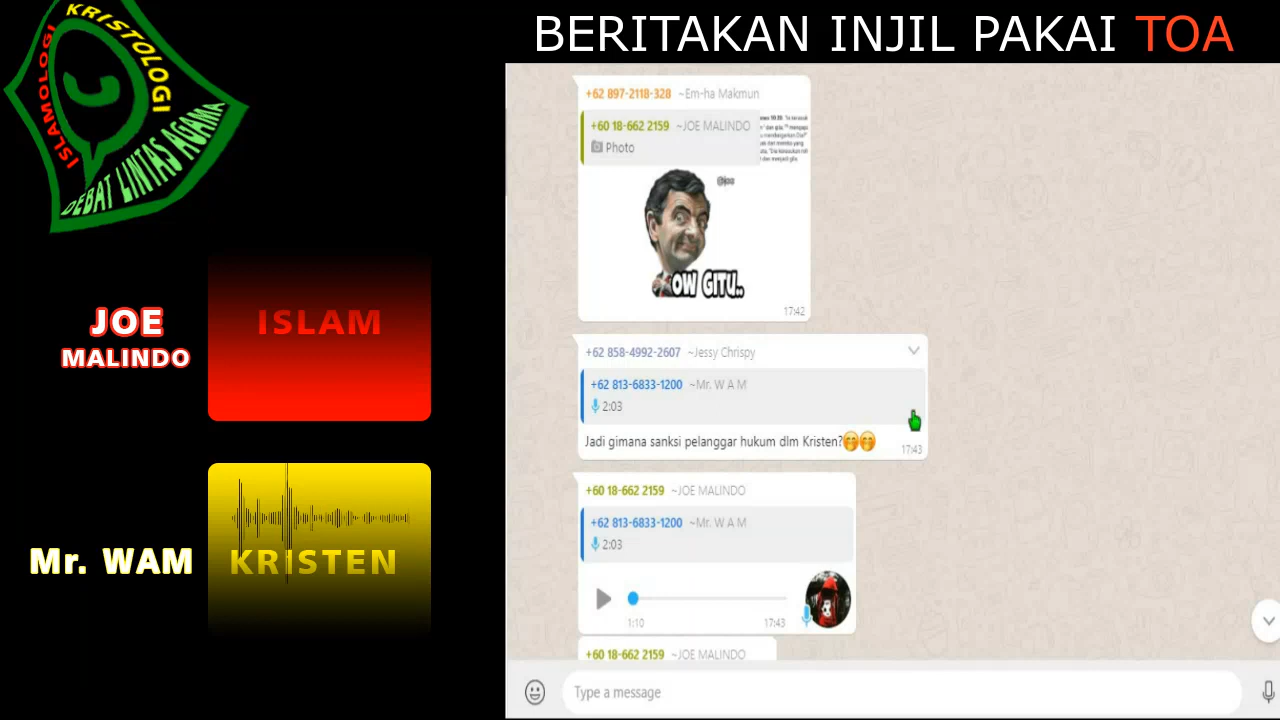 BERITAKAN INJIL PAKAI TOA
ISLAMOLOGI
KRISTOLOGI
DEBAT LINTAS AGAMA
JOE
MALINDO
ISLAM
Mr. WAM
KRISTEN
+62 897-2118-328 ~Em-ha Makmun
+60 18-662 2159 ~JOE MALINDO
Photo
@joo
OW GITU..
17:42
+62 858-4992-2607 ~Jessy Chrispy
+62 813-6833-1200 ~Mr. W A M
2:03
Jadi gimana sanksi pelanggar hukum dlm Kristen?🤭🤭
17:43
+60 18-662 2159 ~JOE MALINDO
+62 813-6833-1200 ~Mr. W A M
2:03
1:10 17:43
+60 18-662 2159 ~JOE MALINDO
Type a message